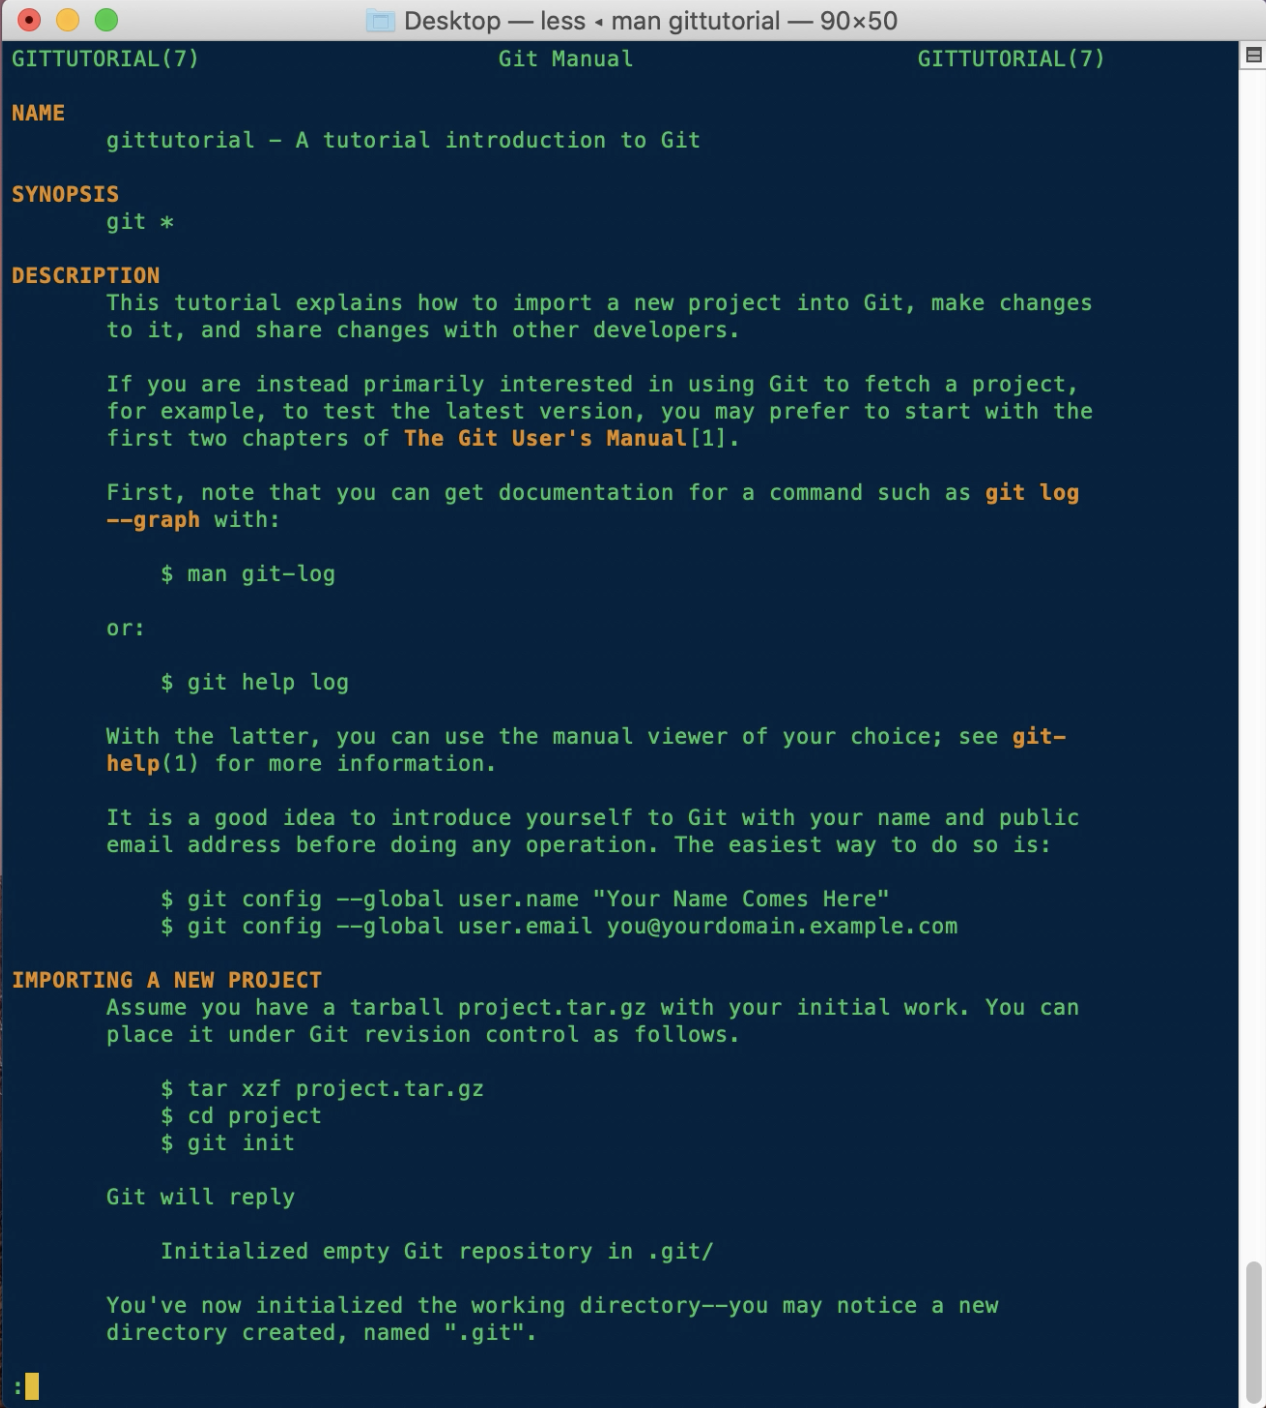 Desktop — less ◂ man gittutorial — 90×50
GITTUTORIAL(7) Git Manual GITTUTORIAL(7)
NAME
gittutorial - A tutorial introduction to Git
SYNOPSIS
git *
DESCRIPTION
This tutorial explains how to import a new project into Git, make changes
to it, and share changes with other developers.
If you are instead primarily interested in using Git to fetch a project,
for example, to test the latest version, you may prefer to start with the
first two chapters of The Git User's Manual[1].
First, note that you can get documentation for a command such as git log
--graph with:
$ man git-log
or:
$ git help log
With the latter, you can use the manual viewer of your choice; see git-
help(1) for more information.
It is a good idea to introduce yourself to Git with your name and public
email address before doing any operation. The easiest way to do so is:
$ git config --global user.name "Your Name Comes Here"
$ git config --global user.email you@yourdomain.example.com
IMPORTING A NEW PROJECT
Assume you have a tarball project.tar.gz with your initial work. You can
place it under Git revision control as follows.
$ tar xzf project.tar.gz
$ cd project
$ git init
Git will reply
Initialized empty Git repository in .git/
You've now initialized the working directory--you may notice a new
directory created, named ".git".
: